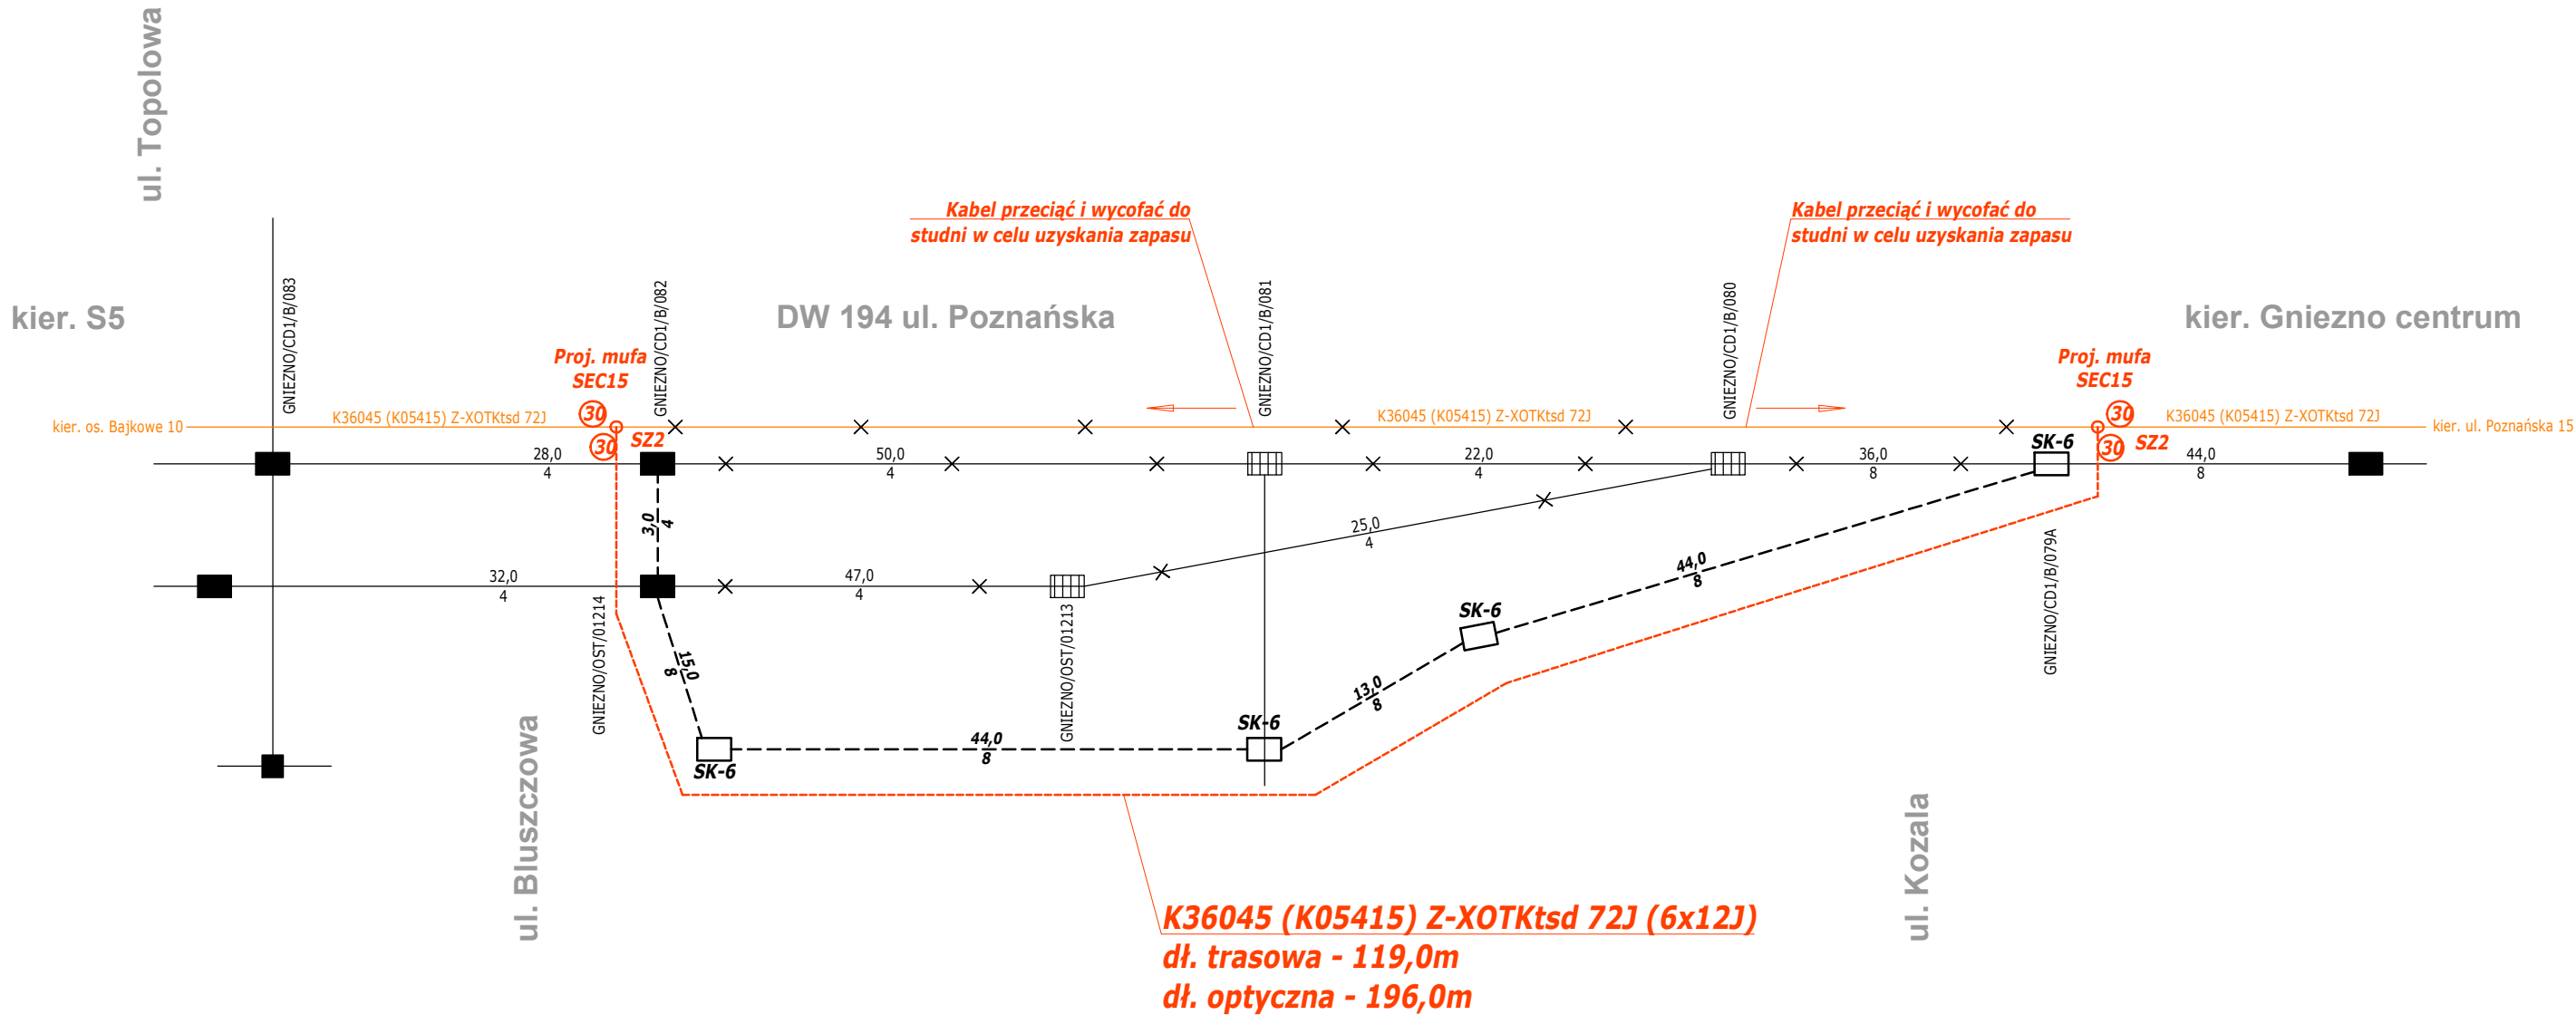 ul. Topolowa
Kabel przeciąć i wycofać do
studni w celu uzyskania zapasu
Kabel przeciąć i wycofać do
studni w celu uzyskania zapasu
kier. S5
DW 194 ul. Poznańska
kier. Gniezno centrum
GNIEZNO/CD1/B/083
GNIEZNO/CD1/B/082
GNIEZNO/CD1/B/081
GNIEZNO/CD1/B/080
Proj. mufa
SEC15
Proj. mufa
SEC15
kier. os. Bajkowe 10
K36045 (K05415) Z-XOTKtsd 72J
30
30
SZ2
K36045 (K05415) Z-XOTKtsd 72J
30
30
SZ2
K36045 (K05415) Z-XOTKtsd 72J
kier. ul. Poznańska 15
28,0
4
50,0
4
22,0
4
36,0
8
SK-6
44,0
8
3,0
4
25,0
4
32,0
4
47,0
4
44,0
8
GNIEZNO/OST/01214
GNIEZNO/OST/01213
GNIEZNO/CD1/B/079A
15,0
8
SK-6
13,0
8
SK-6
44,0
8
SK-6
ul. Bluszczowa
ul. Kozala
K36045 (K05415) Z-XOTKtsd 72J (6x12J)
dł. trasowa - 119,0m
dł. optyczna - 196,0m